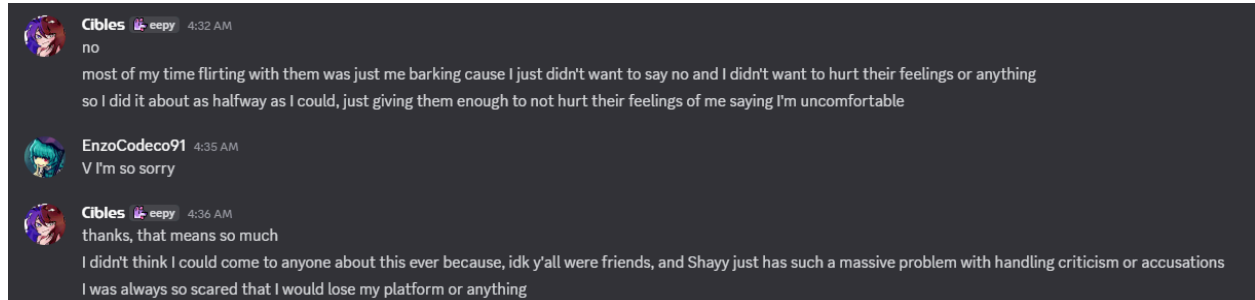 Cibles eepy 4:32 AM
no
most of my time flirting with them was just me barking cause I just didn't want to say no and I didn't want to hurt their feelings or anything
so I did it about as halfway as I could, just giving them enough to not hurt their feelings of me saying I'm uncomfortable
EnzoCodeco91 4:35 AM
V I'm so sorry
Cibles eepy 4:36 AM
thanks, that means so much
I didn't think I could come to anyone about this ever because, idk y'all were friends, and Shayy just has such a massive problem with handling criticism or accusations
I was always so scared that I would lose my platform or anything